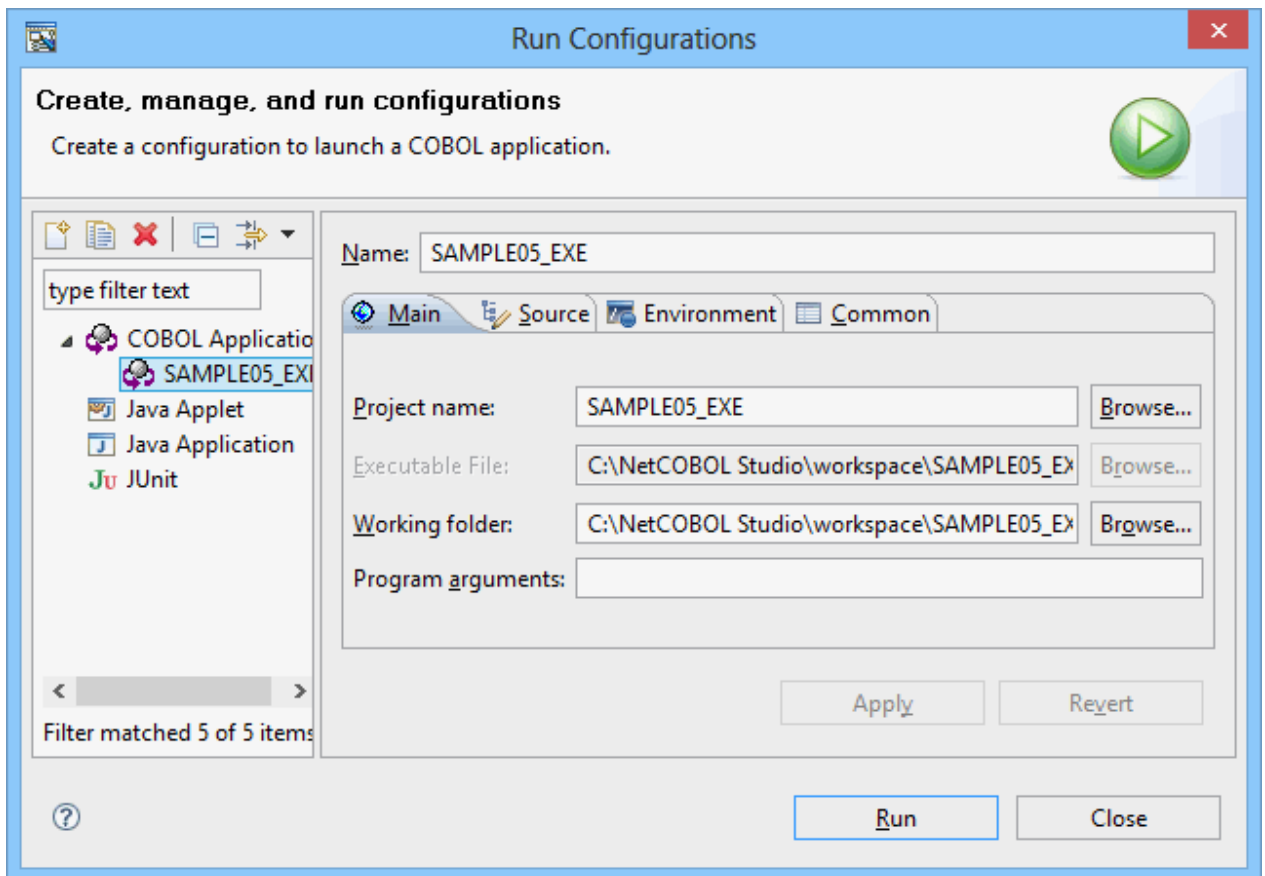 Run Configurations
Create, manage, and run configurations
Create a configuration to launch a COBOL application.
type filter text
COBOL Applicatio
SAMPLE05_EXI
Java Applet
Java Application
JUnit
Filter matched 5 of 5 items
Name: SAMPLE05_EXE
Main Source Environment Common
Project name: SAMPLE05_EXE Browse...
Executable File: C:\NetCOBOL Studio\workspace\SAMPLE05_EX Browse...
Working folder: C:\NetCOBOL Studio\workspace\SAMPLE05_EX Browse...
Program arguments:
Apply Revert
Run Close